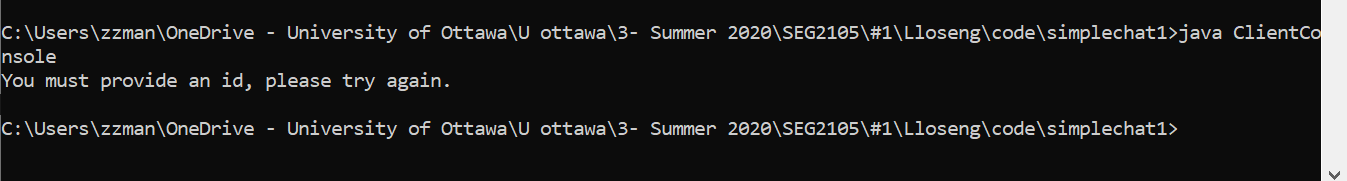 C:\Users\zzman\OneDrive - University of Ottawa\U ottawa\3- Summer 2020\SEG2105\#1\Lloseng\code\simplechat1>java ClientCo
nsole
You must provide an id, please try again.
C:\Users\zzman\OneDrive - University of Ottawa\U ottawa\3- Summer 2020\SEG2105\#1\Lloseng\code\simplechat1>